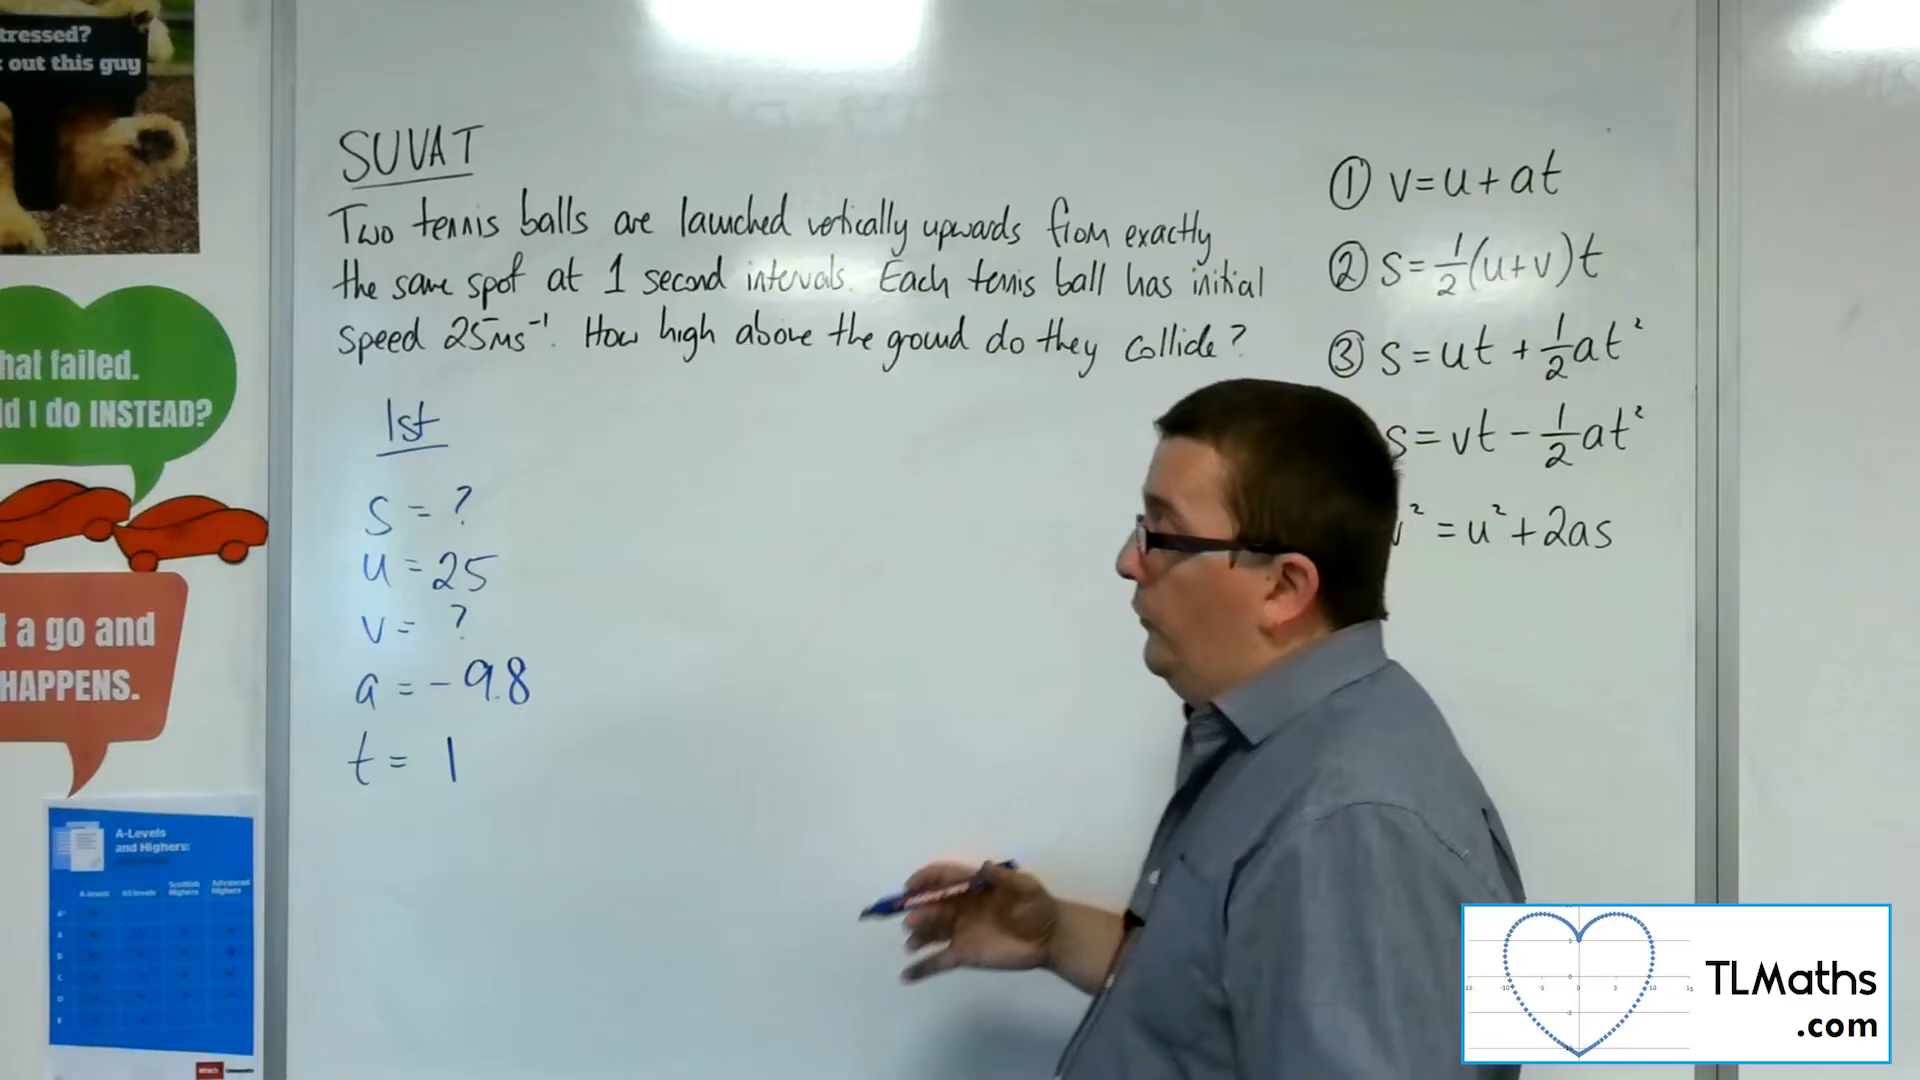 tressed?
out this guy
hat failed.
d I do INSTEAD?
t a go and
HAPPENS.
A-Levels
and Highers:
SUVAT
Two tennis balls are launched vertically upwards from exactly
the same spot at 1 second intervals. Each tennis ball has initial
speed 25ms⁻¹. How high above the ground do they collide?
1st
s = ?
u = 25
v = ?
a = -9.8
t = 1
① v=u+at
② s=½(u+v)t
③ s=ut+½at²
s=vt-½at²
v²=u²+2as
TLMaths
.com